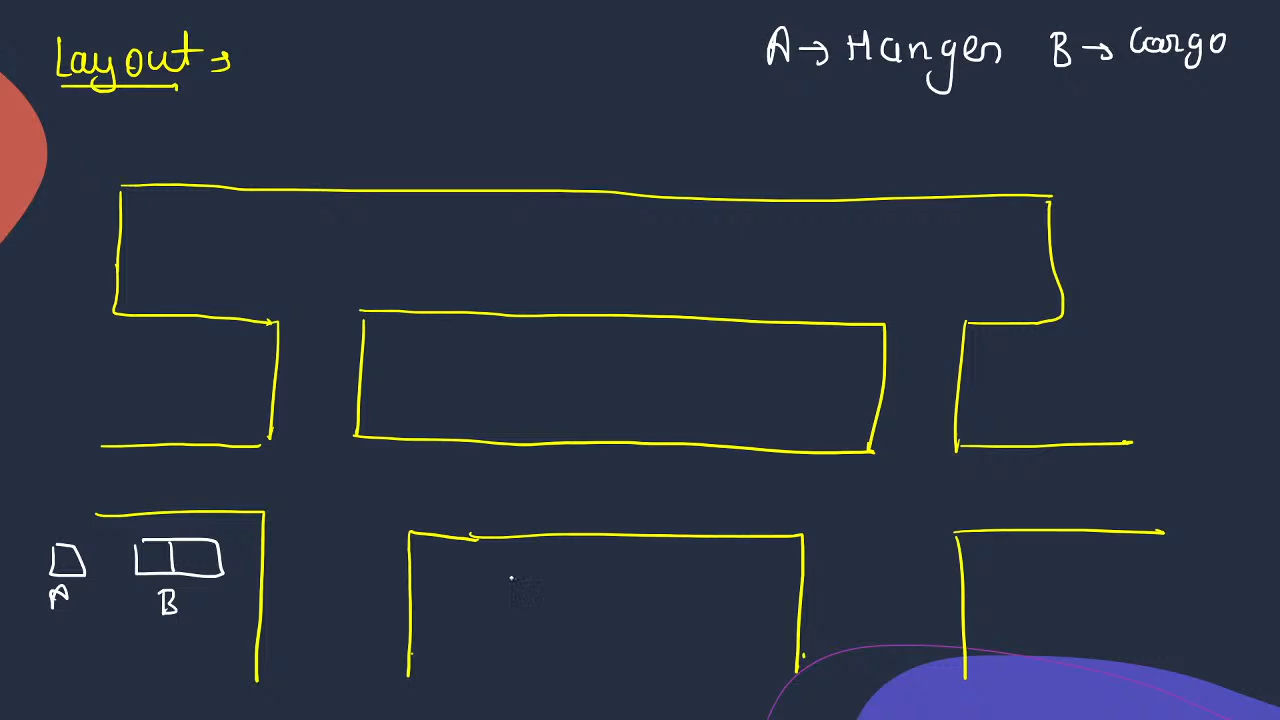 Layout →
A → Hanger B → Cargo
A B